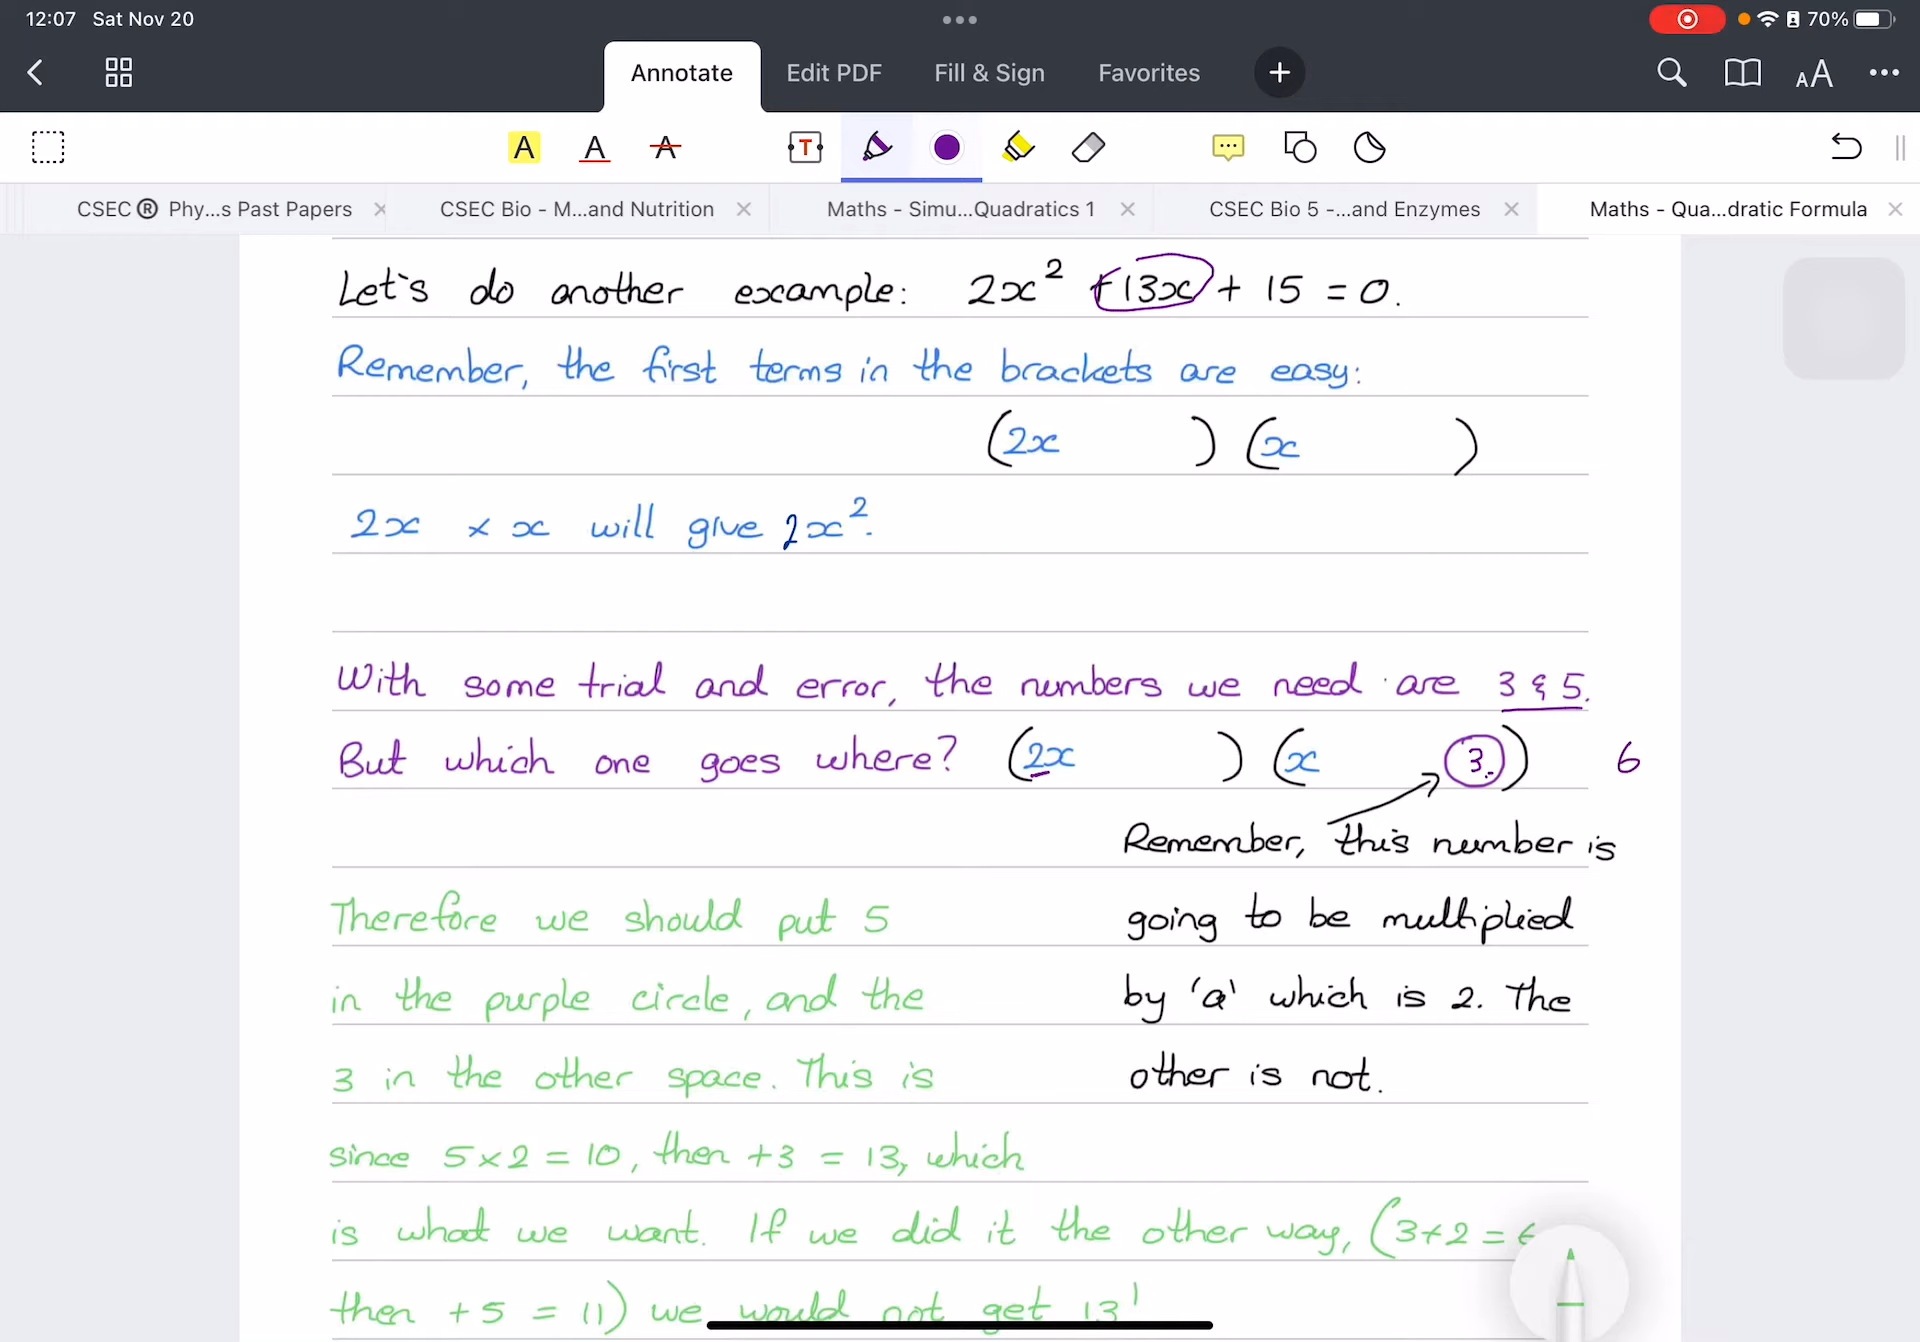 12:07 Sat Nov 20
70%
Annotate Edit PDF Fill & Sign Favorites
CSEC ® Phy...s Past Papers CSEC Bio - M...and Nutrition Maths - Simu...Quadratics 1 CSEC Bio 5 -...and Enzymes Maths - Qua...dratic Formula
Let's do another example: 2x² + 13x + 15 = 0.
Remember, the first terms in the brackets are easy:
(2x ) (x )
2x × x will give 2x².
With some trial and error, the numbers we need are 3 & 5.
But which one goes where? (2x ) (x 3) 6
Remember, this number is
going to be multiplied
by 'a' which is 2. The
other is not.
Therefore we should put 5
in the purple circle, and the
3 in the other space. This is
since 5×2 = 10, then +3 = 13, which
is what we want. If we did it the other way, (3×2 = 6
then +5 = 11) we would not get 13!